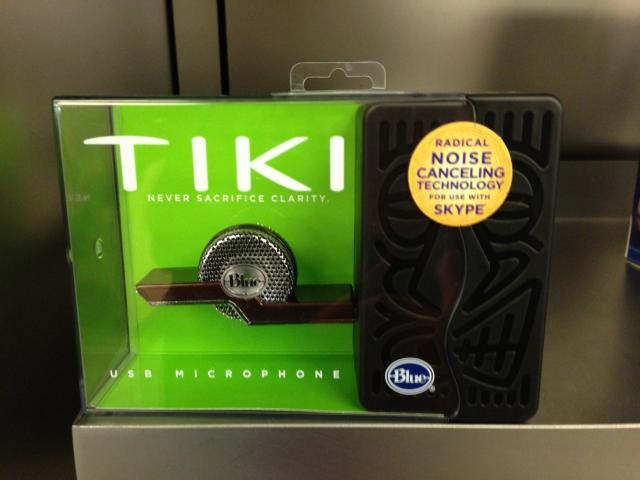 TIKI
NEVER SACRIFICE CLARITY.
Blue
USB MICROPHONE
RADICAL
NOISE
CANCELING
TECHNOLOGY
FOR USE WITH
SKYPE
Blue